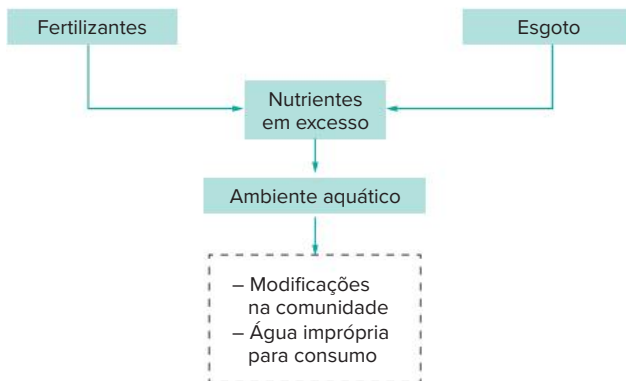 Fertilizantes
Esgoto
Nutrientes
em excesso
Ambiente aquático
– Modificações
na comunidade
– Água imprópria
para consumo